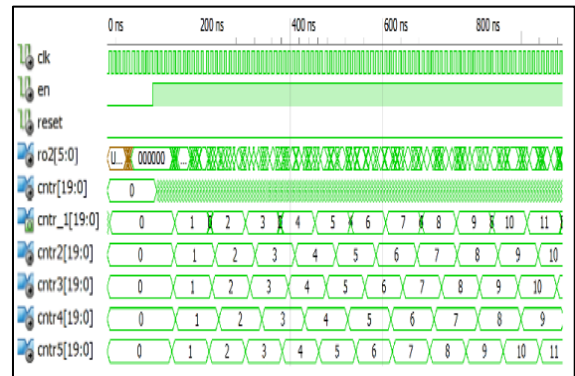 0 ns 200 ns 400 ns 600 ns 800 ns
clk
en
reset
ro2[5:0] U... 000000 ...
cntr[19:0] 0
cntr_1[19:0] 0 1 2 3 4 5 6 7 8 9 10 11
cntr2[19:0] 0 1 2 3 4 5 6 7 8 9 10
cntr3[19:0] 0 1 2 3 4 5 6 7 8 9 10
cntr4[19:0] 0 1 2 3 4 5 6 7 8 9
cntr5[19:0] 0 1 2 3 4 5 6 7 8 9 10 11